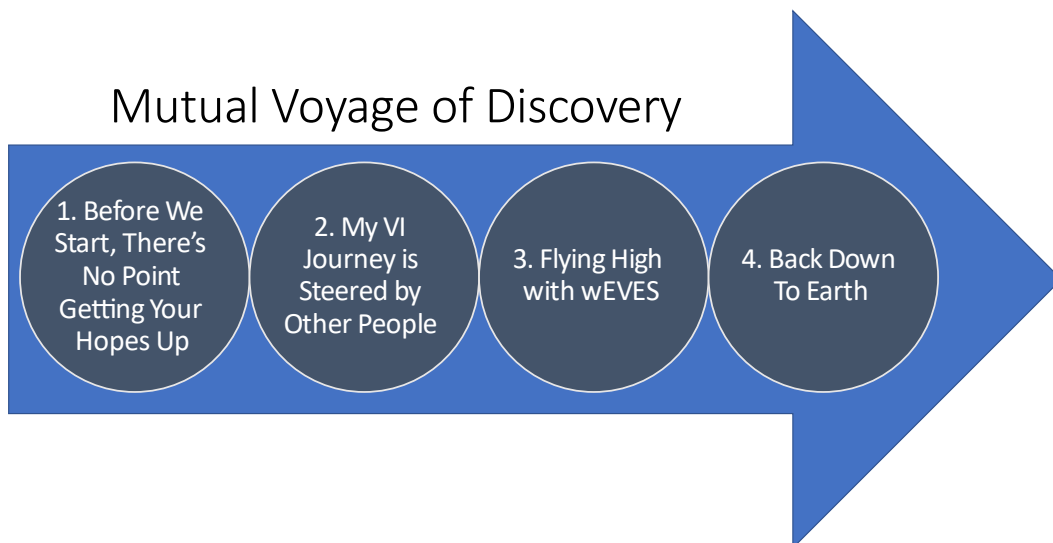 Mutual Voyage of Discovery
1. Before We
Start, There’s
No Point
Getting Your
Hopes Up
2. My VI
Journey is
Steered by
Other People
3. Flying High
with wEVES
4. Back Down
To Earth